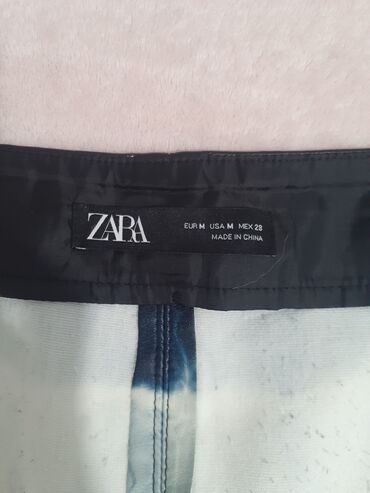 ZARA
EUR M USA M MEX 28
MADE IN CHINA